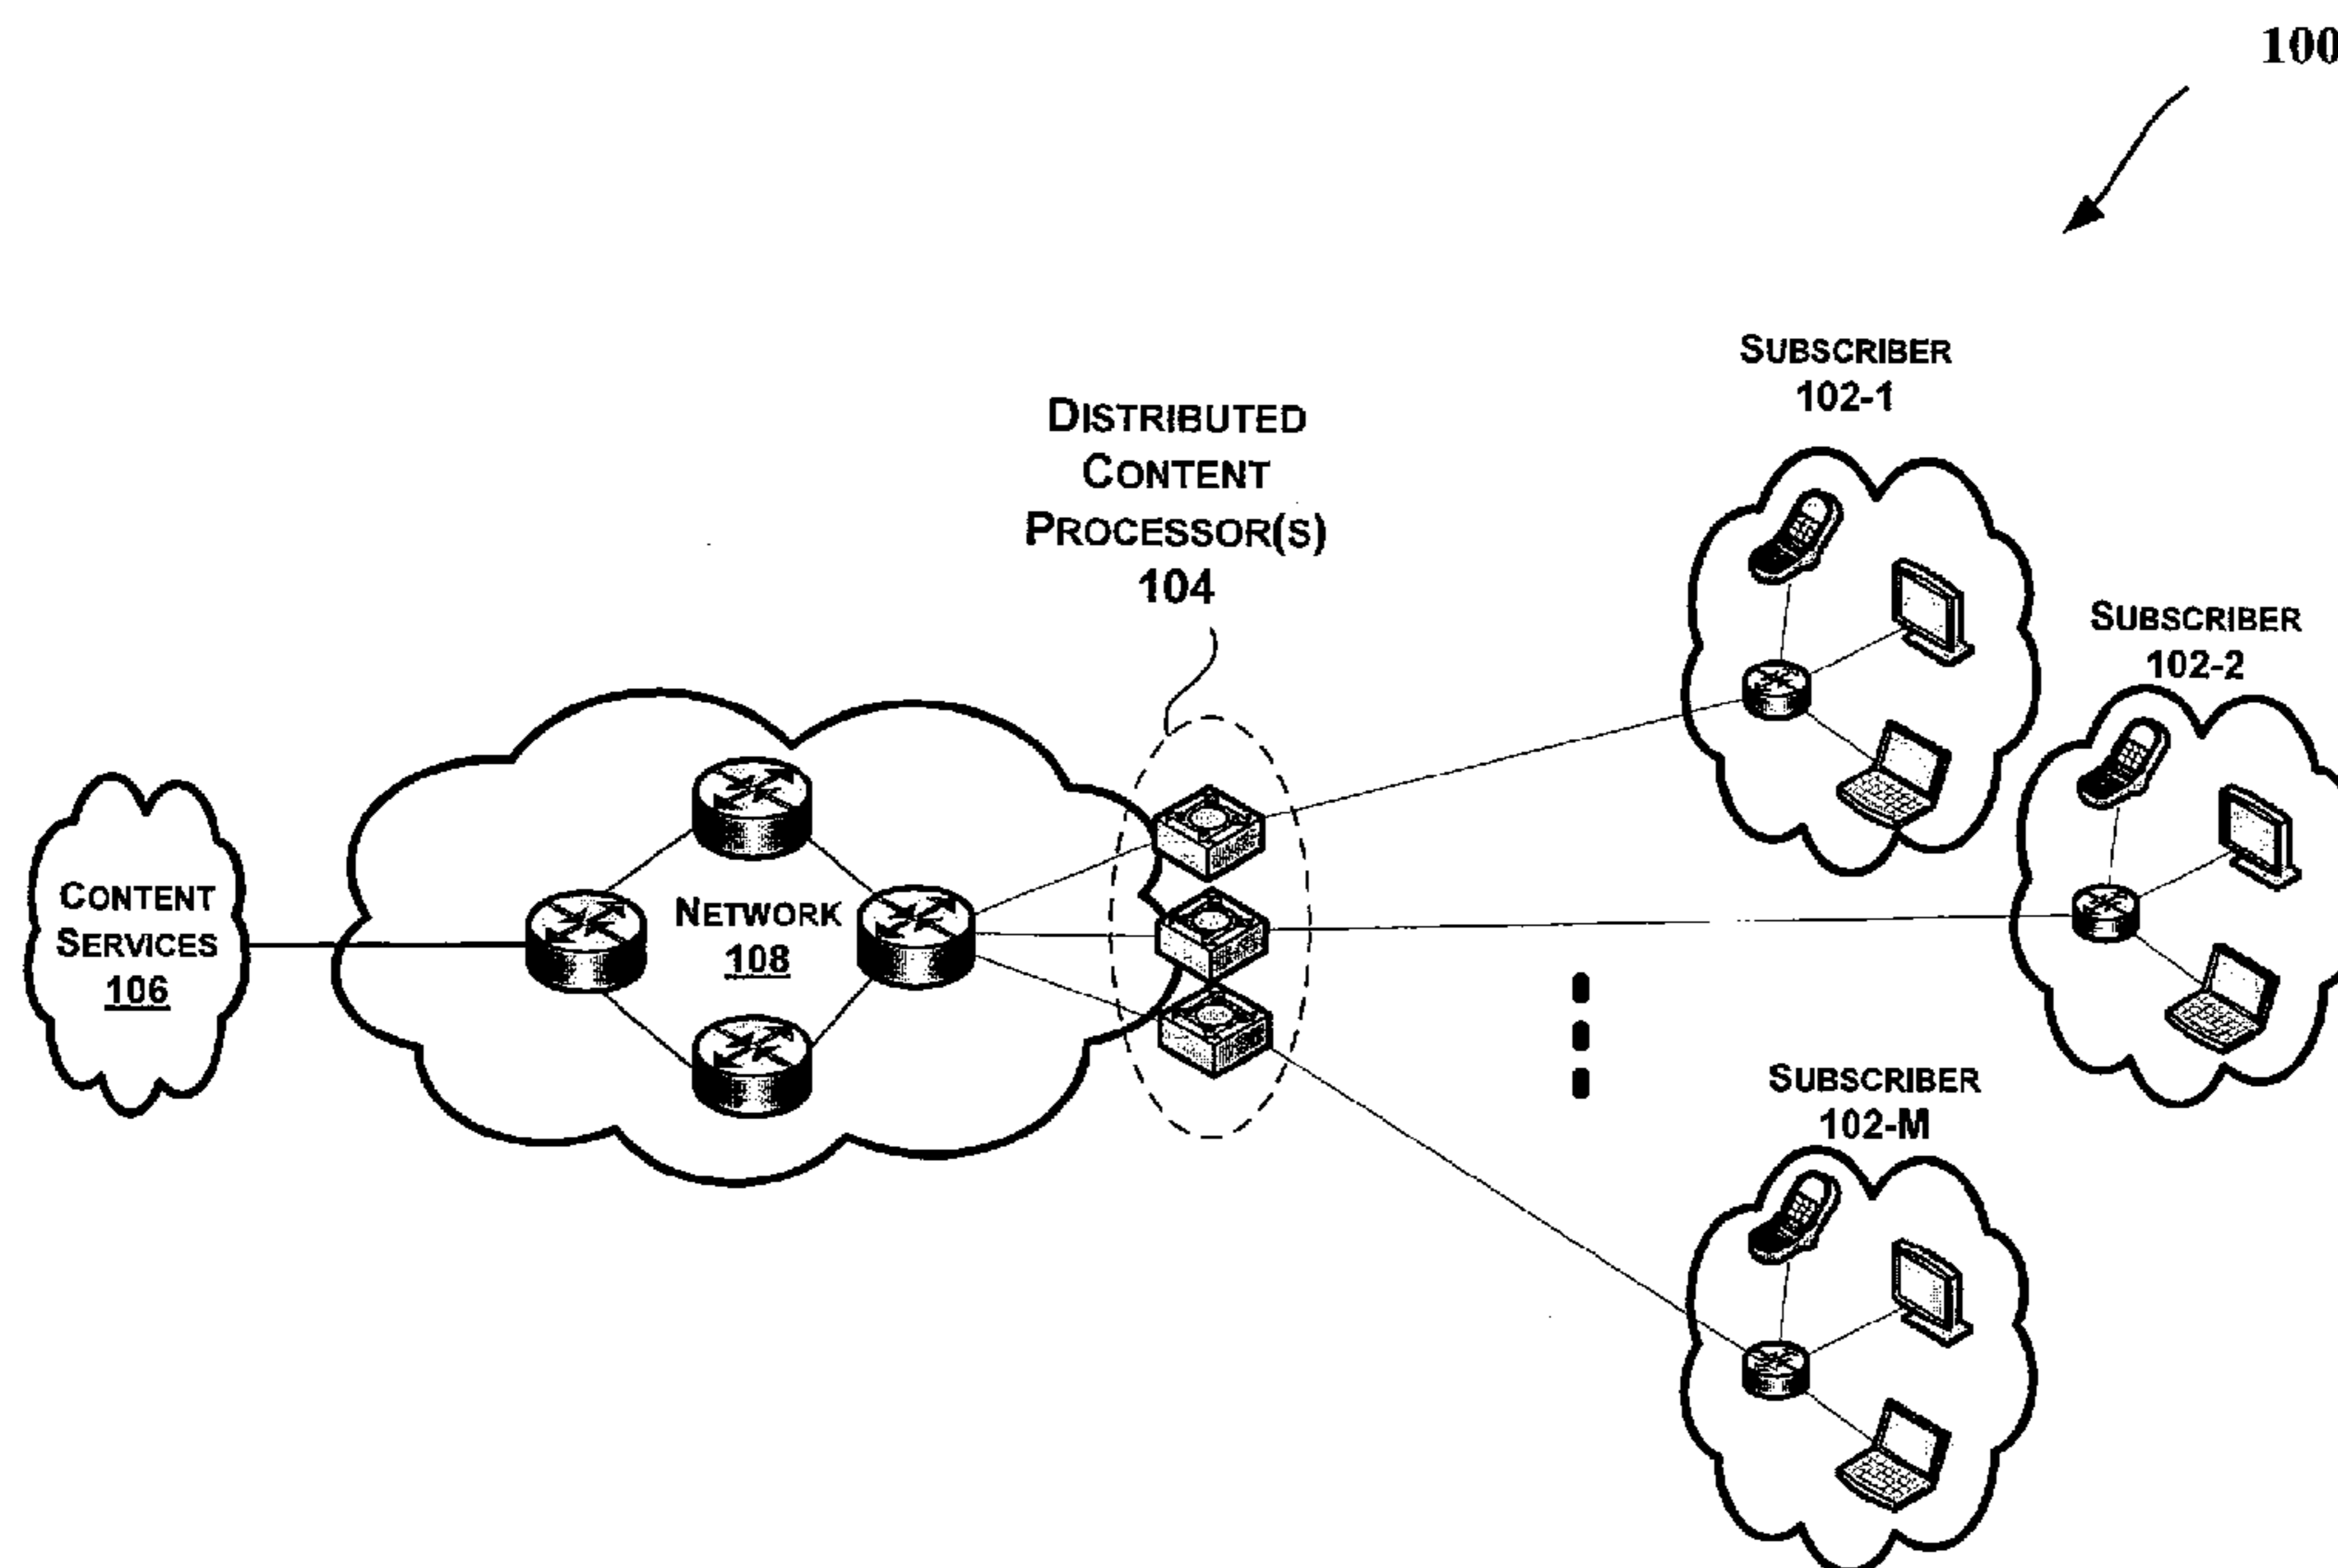 100
SUBSCRIBER
102-1
DISTRIBUTED
CONTENT
PROCESSOR(S)
104
SUBSCRIBER
102-2
CONTENT
SERVICES
106
NETWORK
108
SUBSCRIBER
102-M